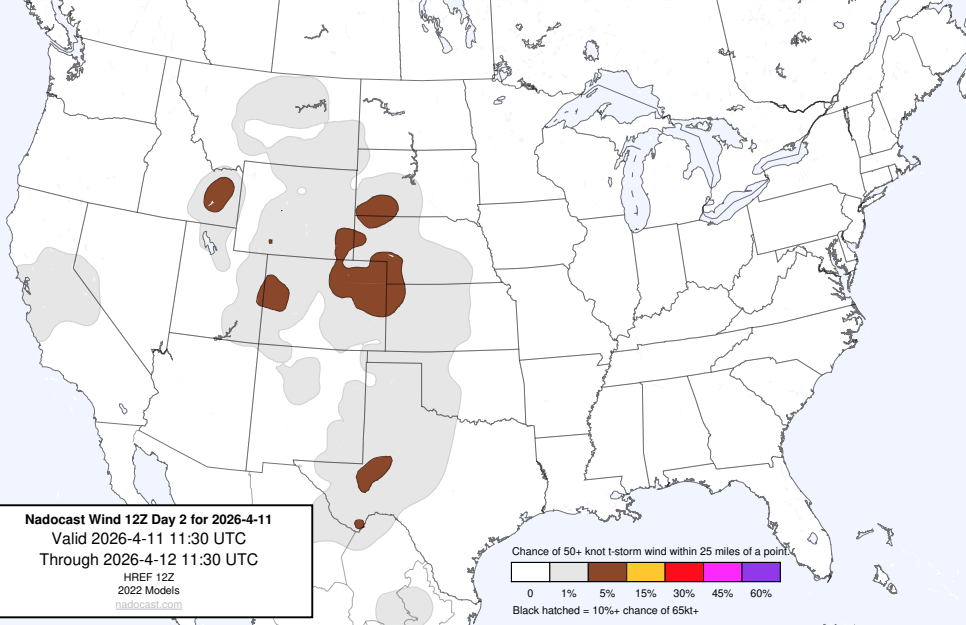 Nadocast Wind 12Z Day 2 for 2026-4-11
Valid 2026-4-11 11:30 UTC
Through 2026-4-12 11:30 UTC
HREF 12Z
2022 Models
nadocast.com
Chance of 50+ knot t-storm wind within 25 miles of a point.
0 1% 5% 15% 30% 45% 60%
Black hatched = 10%+ chance of 65kt+